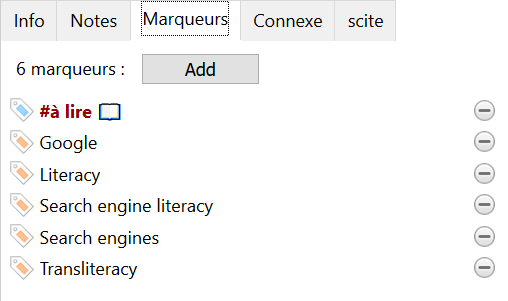 Info Notes Marqueurs Connexe scite
6 marqueurs : Add
#à lire 📖
Google
Literacy
Search engine literacy
Search engines
Transliteracy